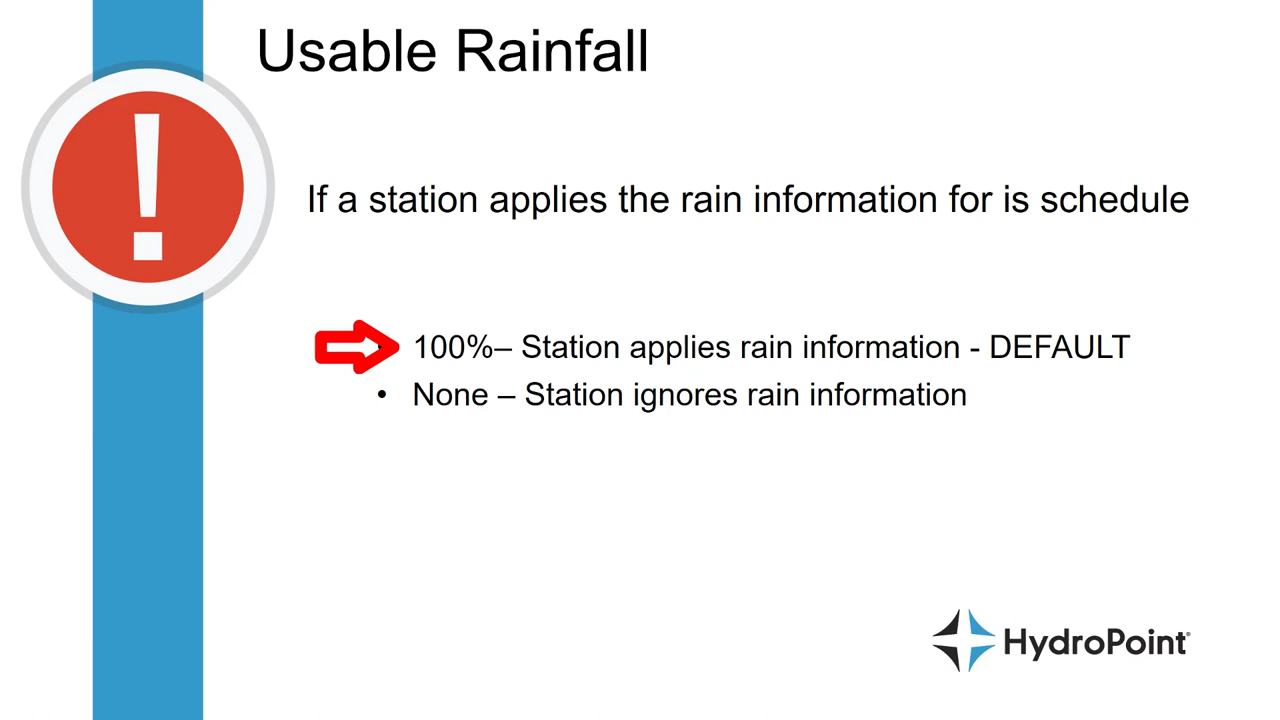 Usable Rainfall
If a station applies the rain information for is schedule
100%– Station applies rain information - DEFAULT
• None – Station ignores rain information
HydroPoint